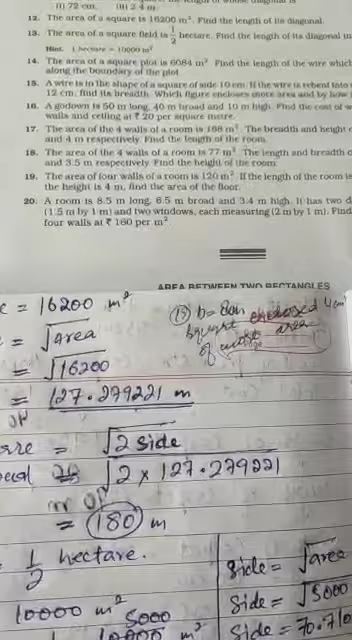 (i) 72 cm. (ii) 2.4 m.
12. The area of a square is 16200 m². Find the length of its diagonal.
13. The area of a square field is 1/2 hectare. Find the length of its diagonal in
Hint. 1 hectare = 10000 m²
14. The area of a square plot is 6084 m². Find the length of the wire which
along the boundary of the plot
15. A wire is in the shape of a square of side 10 cm. If the wire is rebent into
12 cm, find its breadth. Which figure encloses more area and by how
16. A godown is 50 m long, 40 m broad and 10 m high. Find the cost of
walls and ceiling at ₹ 20 per square metre.
17. The area of the 4 walls of a room is 168 m². The breadth and height
and 4 m respectively. Find the length of the room.
18. The area of the 4 walls of a room is 77 m². The length and breadth
and 3.5 m respectively. Find the height of the room.
19. The area of four walls of a room is 120 m². If the length of the room is
the height is 4 m, find the area of the floor.
20. A room is 8.5 m long, 6.5 m broad and 3.4 m high. It has two d
(1.5 m by 1 m) and two windows, each measuring (2 m by 1 m). Find
four walls at ₹ 160 per m²
AREA BETWEEN TWO RECTANGLES
= 16200 m²
(15) b = 8cm enclosed 4cm
= √area
of more area
= √16200
= 127.279221 m
= √2 side
= √2 × 127.279221
= 180 m
1/2 hectare.
Side = √area
10000 m²
Side = √5000
5000
10000 m²
Side = 70.710